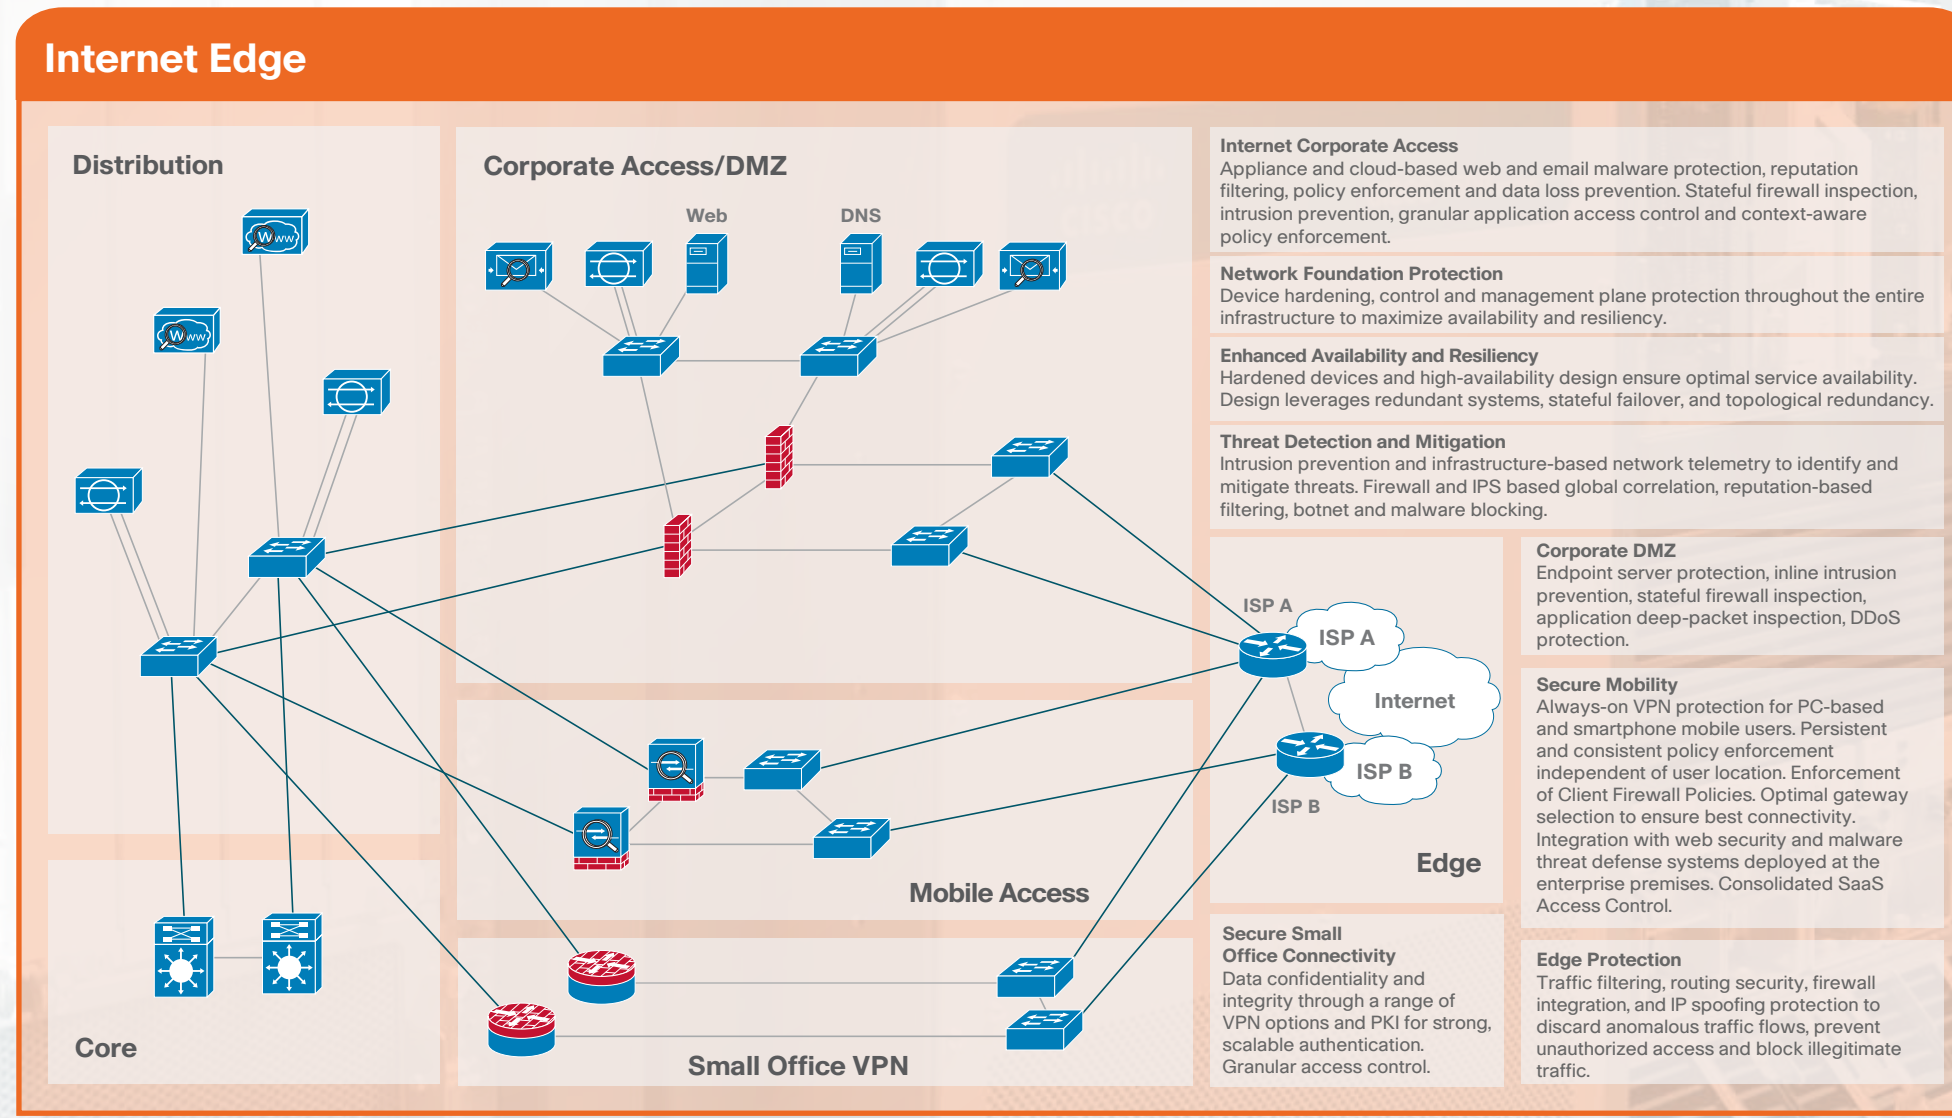 Internet Edge
Distribution
Corporate Access/DMZ
Web
DNS
Www
Www
Internet Corporate Access
Appliance and cloud-based web and email malware protection, reputation
filtering, policy enforcement and data loss prevention. Stateful firewall inspection,
intrusion prevention, granular application access control and context-aware
policy enforcement.
Network Foundation Protection
Device hardening, control and management plane protection throughout the entire
infrastructure to maximize availability and resiliency.
Enhanced Availability and Resiliency
Hardened devices and high-availability design ensure optimal service availability.
Design leverages redundant systems, stateful failover, and topological redundancy.
Threat Detection and Mitigation
Intrusion prevention and infrastructure-based network telemetry to identify and
mitigate threats. Firewall and IPS based global correlation, reputation-based
filtering, botnet and malware blocking.
ISP A
ISP A
Internet
ISP B
ISP B
Edge
Corporate DMZ
Endpoint server protection, inline intrusion
prevention, stateful firewall inspection,
application deep-packet inspection, DDoS
protection.
Secure Mobility
Always-on VPN protection for PC-based
and smartphone mobile users. Persistent
and consistent policy enforcement
independent of user location. Enforcement
of Client Firewall Policies. Optimal gateway
selection to ensure best connectivity.
Integration with web security and malware
threat defense systems deployed at the
enterprise premises. Consolidated SaaS
Access Control.
Mobile Access
Core
Small Office VPN
Secure Small
Office Connectivity
Data confidentiality and
integrity through a range of
VPN options and PKI for strong,
scalable authentication.
Granular access control.
Edge Protection
Traffic filtering, routing security, firewall
integration, and IP spoofing protection to
discard anomalous traffic flows, prevent
unauthorized access and block illegitimate
traffic.
CISCO